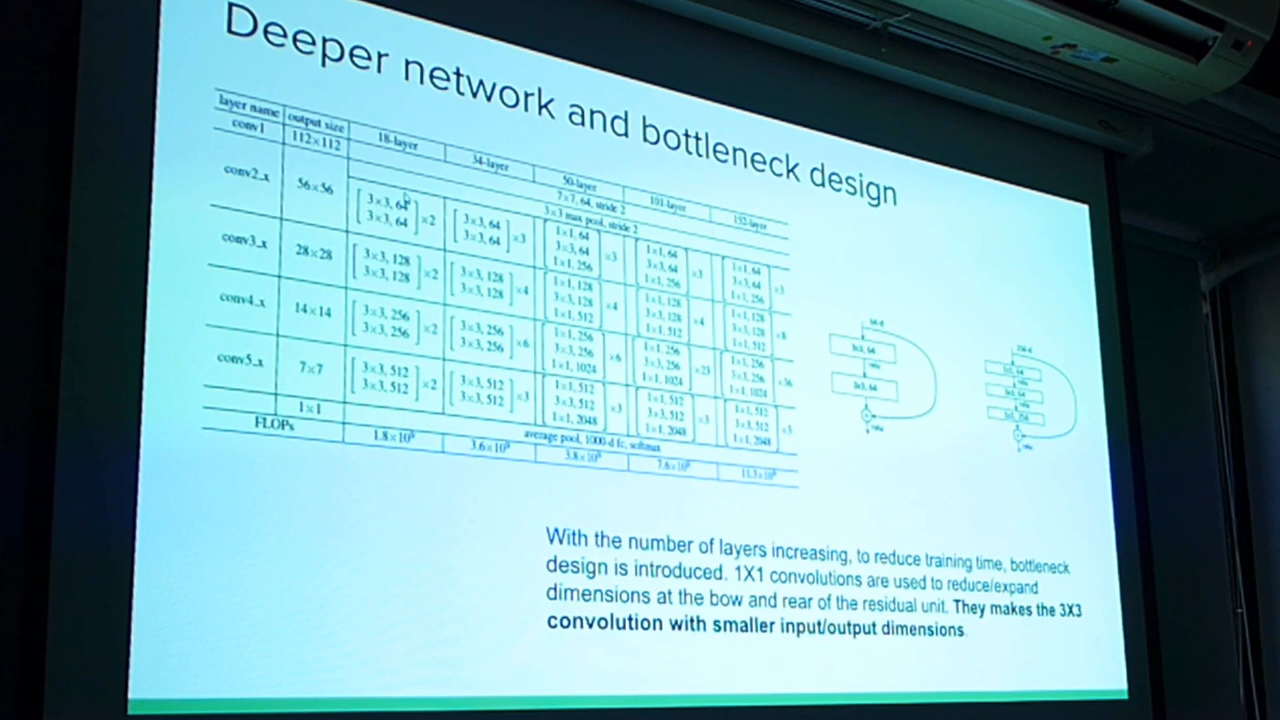 Deeper network and bottleneck design
layer name output size 18-layer 34-layer 50-layer 101-layer 152-layer
conv1 112×112 7×7, 64, stride 2
3×3 max pool, stride 2
conv2_x 56×56
3×3, 64 1×1, 64 1×1, 64 1×1, 64
3×3, 64 ×2 3×3, 64 ×3 3×3, 64 ×3 3×3, 64 ×3 3×3, 64 ×3
3×3, 64 1×1, 256 1×1, 256 1×1, 256
conv3_x 28×28
3×3, 128 3×3, 128 1×1, 128 1×1, 128 1×1, 128
3×3, 128 ×2 3×3, 128 ×4 3×3, 128 ×4 3×3, 128 ×4 3×3, 128 ×8
1×1, 512 1×1, 512 1×1, 512
conv4_x 14×14
3×3, 256 3×3, 256 1×1, 256 1×1, 256 1×1, 256
3×3, 256 ×2 3×3, 256 ×6 3×3, 256 ×6 3×3, 256 ×23 3×3, 256 ×36
1×1, 1024 1×1, 1024 1×1, 1024
conv5_x 7×7
3×3, 512 3×3, 512 1×1, 512 1×1, 512 1×1, 512
3×3, 512 ×2 3×3, 512 ×3 3×3, 512 ×3 3×3, 512 ×3 3×3, 512 ×3
1×1, 2048 1×1, 2048 1×1, 2048
1×1 average pool, 1000-d fc, softmax
FLOPs 1.8×10⁹ 3.6×10⁹ 3.8×10⁹ 7.6×10⁹ 11.3×10⁹
64-d
3x3, 64
relu
3x3, 64
relu
256-d
With the number of layers increasing, to reduce training time, bottleneck
design is introduced. 1X1 convolutions are used to reduce/expand
dimensions at the bow and rear of the residual unit. They makes the 3X3
convolution with smaller input/output dimensions